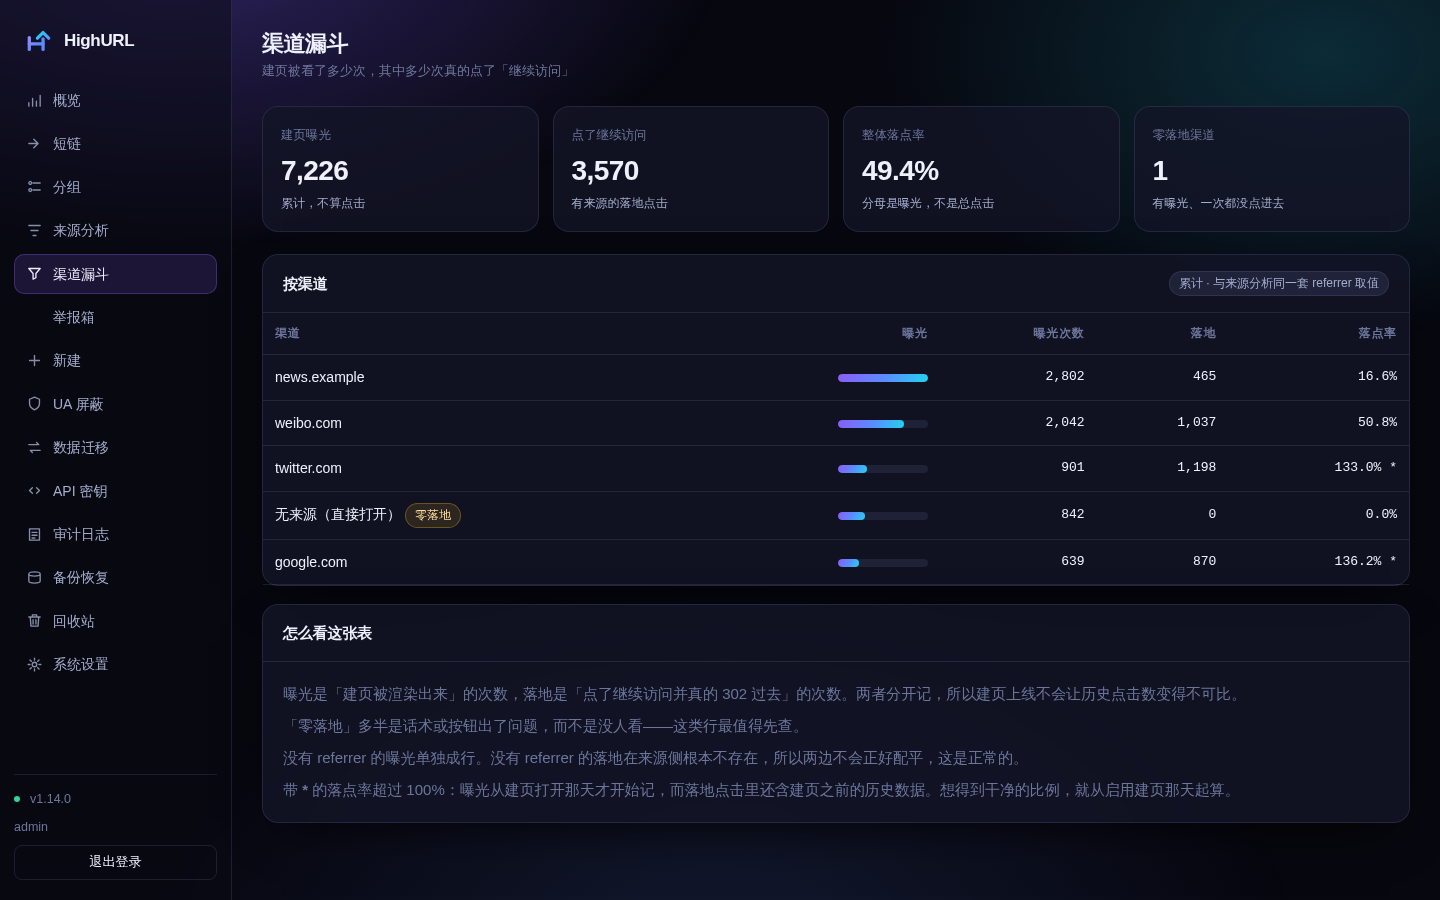 HighURL
概览
短链
分组
来源分析
渠道漏斗
举报箱
新建
UA 屏蔽
数据迁移
API 密钥
审计日志
备份恢复
回收站
系统设置
v1.14.0
admin
退出登录
渠道漏斗
建页被看了多少次，其中多少次真的点了「继续访问」
建页曝光
7,226
累计，不算点击
点了继续访问
3,570
有来源的落地点击
整体落点率
49.4%
分母是曝光，不是总点击
零落地渠道
1
有曝光、一次都没点进去
按渠道
累计 · 与来源分析同一套 referrer 取值
渠道 曝光 曝光次数 落地 落点率
news.example 2,802 465 16.6%
weibo.com 2,042 1,037 50.8%
twitter.com 901 1,198 133.0% *
无来源（直接打开） 零落地 842 0 0.0%
google.com 639 870 136.2% *
怎么看这张表
曝光是「建页被渲染出来」的次数，落地是「点了继续访问并真的 302 过去」的次数。两者分开记，所以建页上线不会让历史点击数变得不可比。
「零落地」多半是话术或按钮出了问题，而不是没人看——这类行最值得先查。
没有 referrer 的曝光单独成行。没有 referrer 的落地在来源侧根本不存在，所以两边不会正好配平，这是正常的。
带 * 的落点率超过 100%：曝光从建页打开那天才开始记，而落地点击里还含建页之前的历史数据。想得到干净的比例，就从启用建页那天起算。